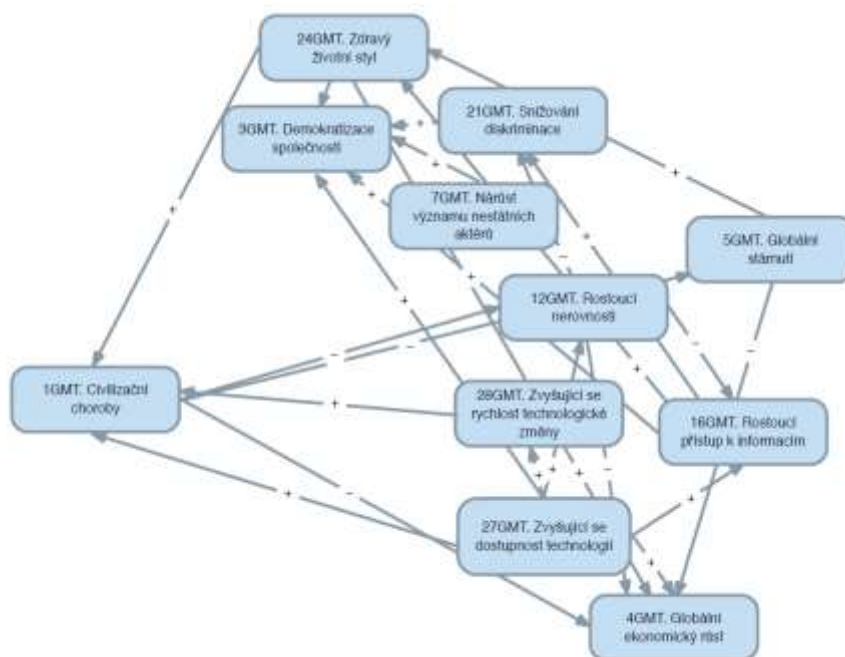 24GMT. Zdravý
životní styl
3GMT. Demokratizace
společnosti
21GMT. Snižování
diskriminace
7GMT. Nárůst
významu nestátních
aktérů
5GMT. Globální
stárnutí
12GMT. Rostoucí
nerovnosti
1GMT. Civilizační
choroby
28GMT. Zvyšující se
rychlost technologické
změny
16GMT. Rostoucí
přístup k informacím
27GMT. Zvyšující se
dostupnost technologií
4GMT. Globální
ekonomický růst